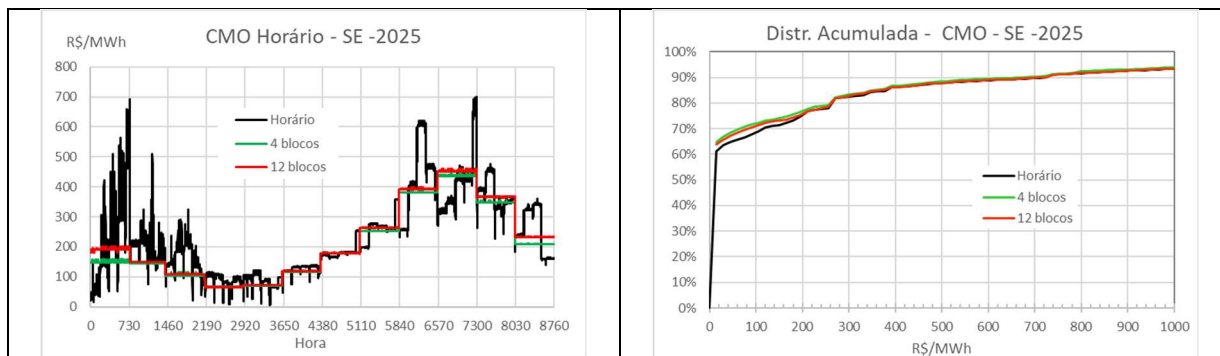 CMO Horário - SE -2025
R$/MWh
800
700
600
500
400
300
200
100
0
Horário
4 blocos
12 blocos
0 730 1460 2190 2920 3650 4380 5110 5840 6570 7300 8030 8760
Hora
Distr. Acumulada - CMO - SE -2025
100%
90%
80%
70%
60%
50%
40%
30%
20%
10%
0%
Horário
4 blocos
12 blocos
0 100 200 300 400 500 600 700 800 900 1000
R$/MWh